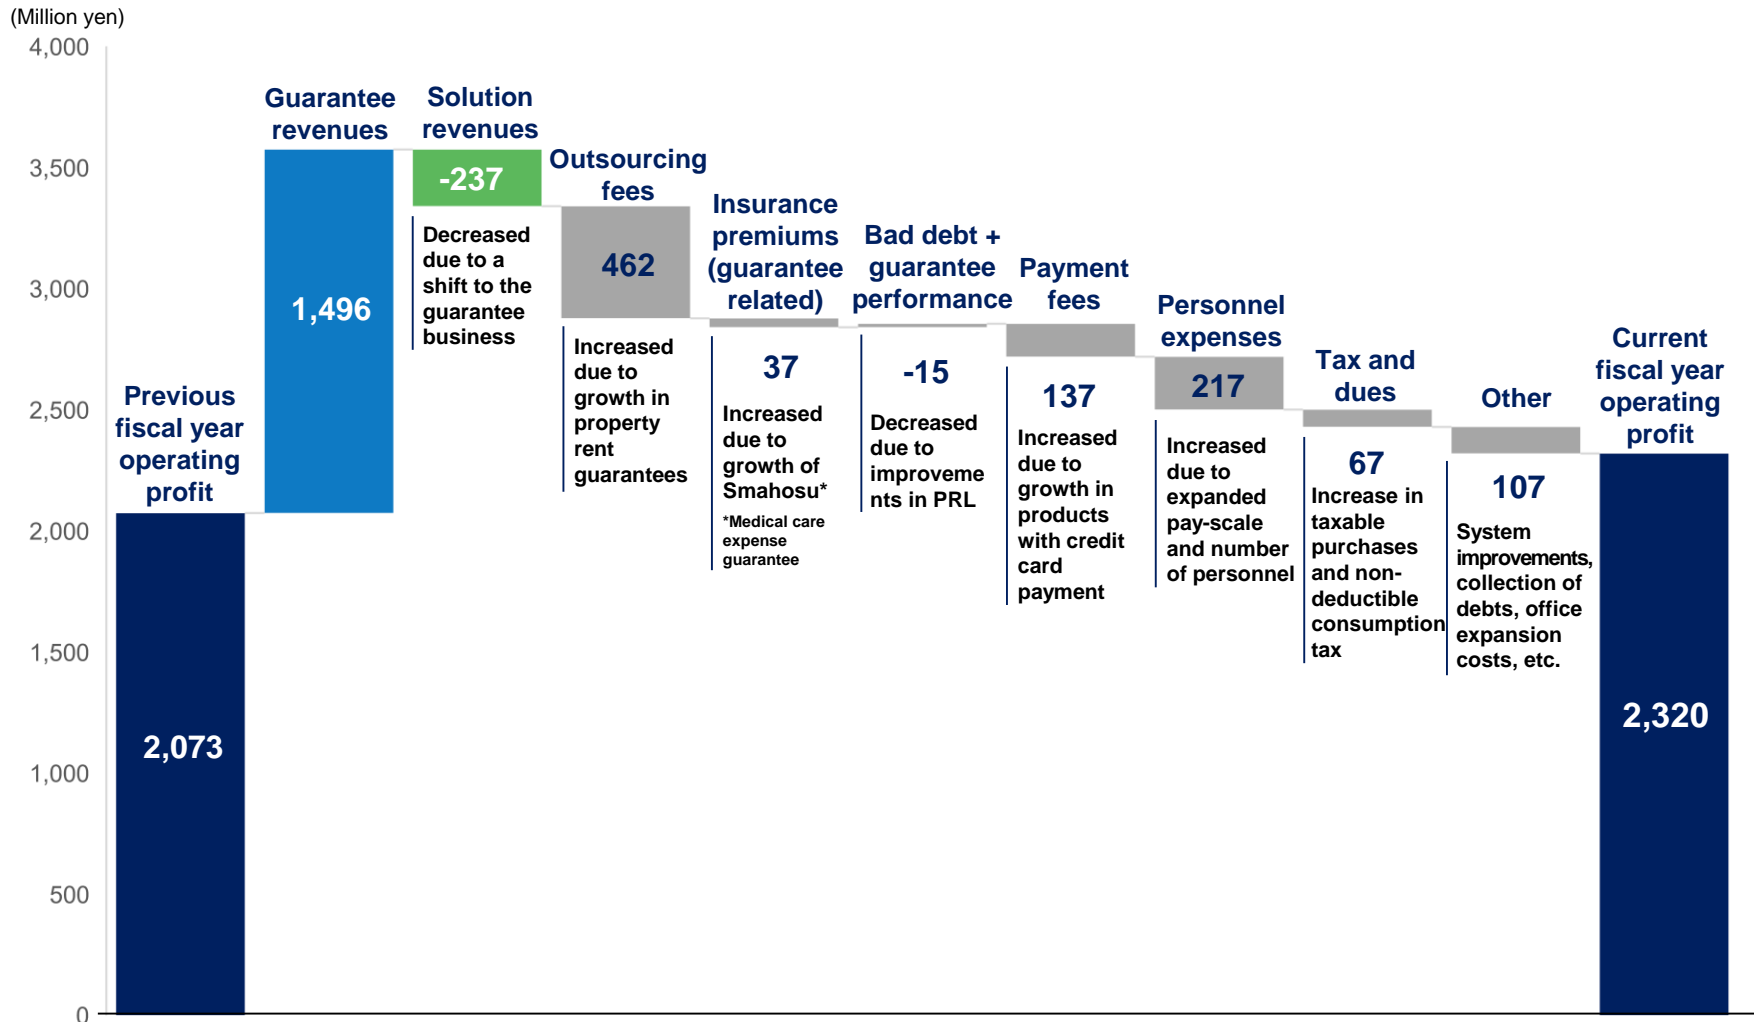 (Million yen)
4,000
3,500
3,000
2,500
2,000
1,500
1,000
500
0
Previous
fiscal year
operating
profit
2,073
Guarantee
revenues
1,496
Solution
revenues
-237
Decreased
due to a
shift to the
guarantee
business
Outsourcing
fees
462
Increased
due to
growth in
property
rent
guarantees
Insurance
premiums
(guarantee
related)
37
Increased
due to
growth of
Smahosu*
*Medical care
expense
guarantee
Bad debt +
guarantee
performance
-15
Decreased
due to
improveme
nts in PRL
Payment
fees
137
Increased
due to
growth in
products
with credit
card
payment
Personnel
expenses
217
Increased
due to
expanded
pay-scale
and number
of personnel
Tax and
dues
67
Increase in
taxable
purchases
and non-
deductible
consumption
tax
Other
107
System
improvements,
collection of
debts, office
expansion
costs, etc.
Current
fiscal year
operating
profit
2,320